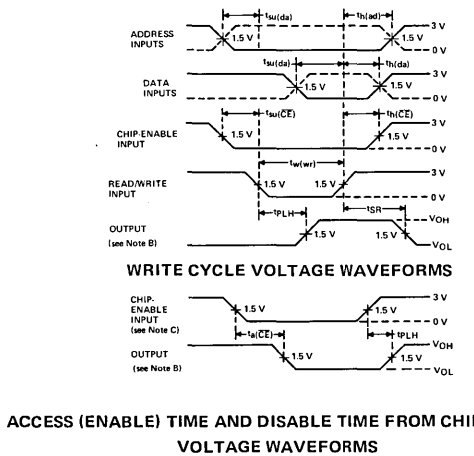 tsu(da) th(ad)
ADDRESS INPUTS 1.5 V 1.5 V 3 V 0 V
tsu(da) th(da)
DATA INPUTS 1.5 V 1.5 V 3 V 0 V
tsu(CE) th(CE)
CHIP-ENABLE INPUT 1.5 V 1.5 V 3 V 0 V
tw(wr)
READ/WRITE INPUT 1.5 V 1.5 V 3 V 0 V
tPLH tSR
OUTPUT (see Note B) 1.5 V 1.5 V VOH VOL
WRITE CYCLE VOLTAGE WAVEFORMS
CHIP-ENABLE INPUT (see Note C) 1.5 V 1.5 V 3 V 0 V
ta(CE) tPLH
OUTPUT (see Note B) 1.5 V 1.5 V VOH VOL
ACCESS (ENABLE) TIME AND DISABLE TIME FROM CHI
VOLTAGE WAVEFORMS